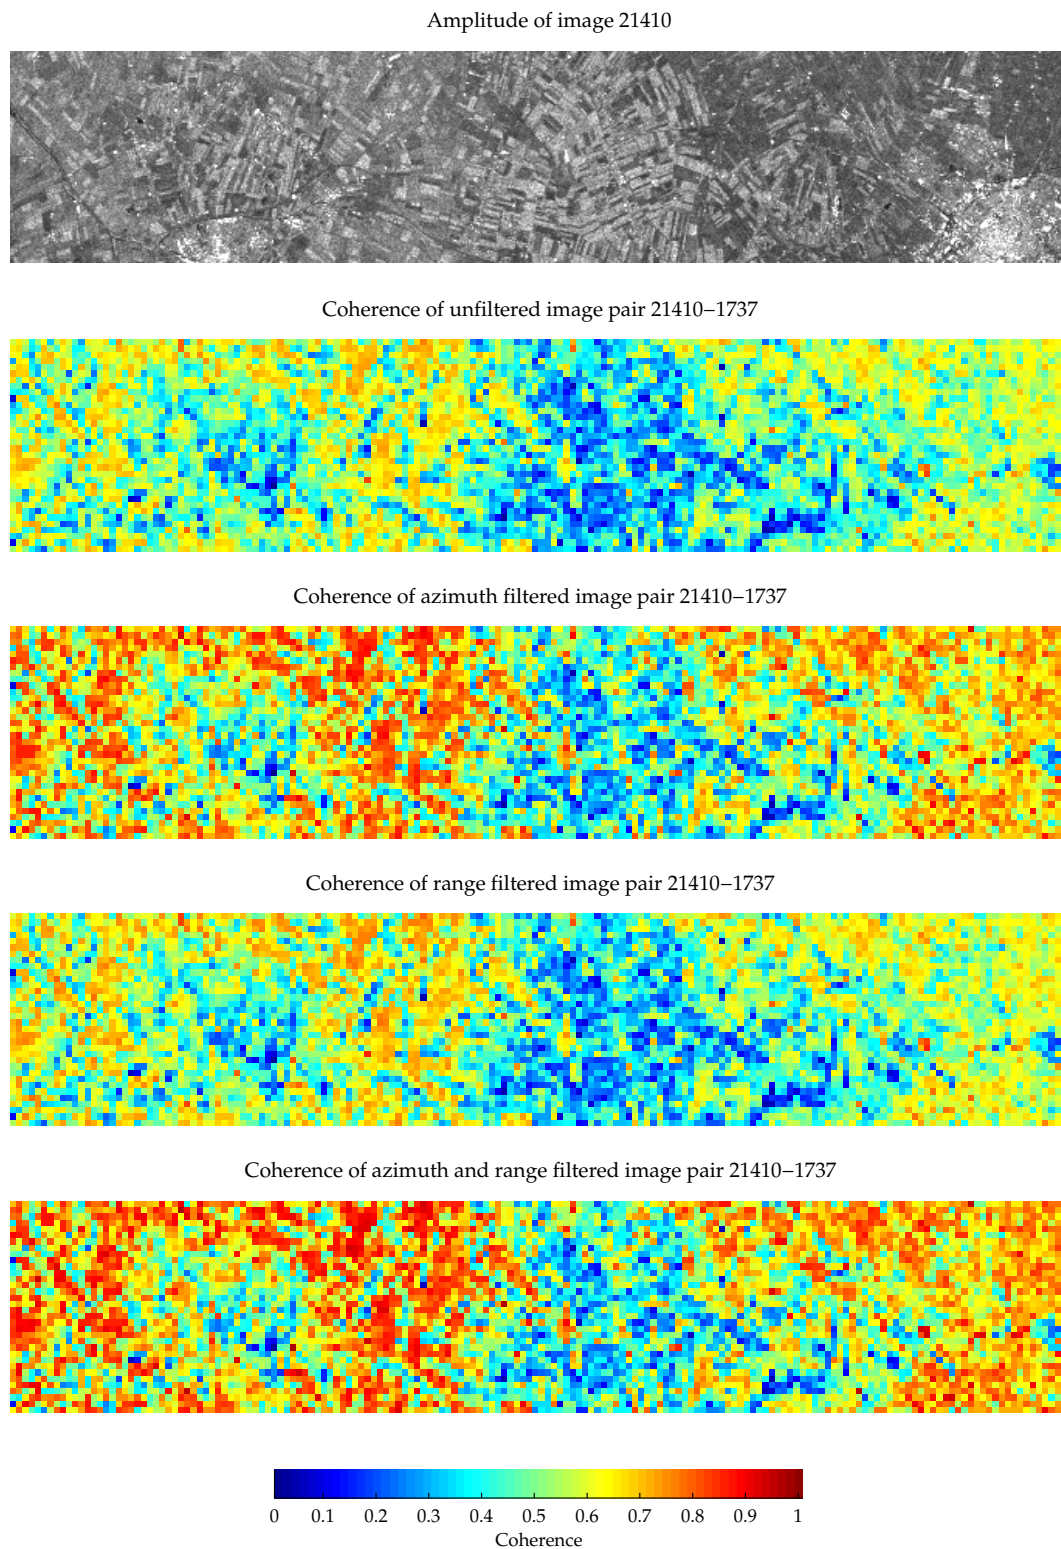 Amplitude of image 21410
Coherence of unfiltered image pair 21410−1737
Coherence of azimuth filtered image pair 21410−1737
Coherence of range filtered image pair 21410−1737
Coherence of azimuth and range filtered image pair 21410−1737
0 0.1 0.2 0.3 0.4 0.5 0.6 0.7 0.8 0.9 1
Coherence